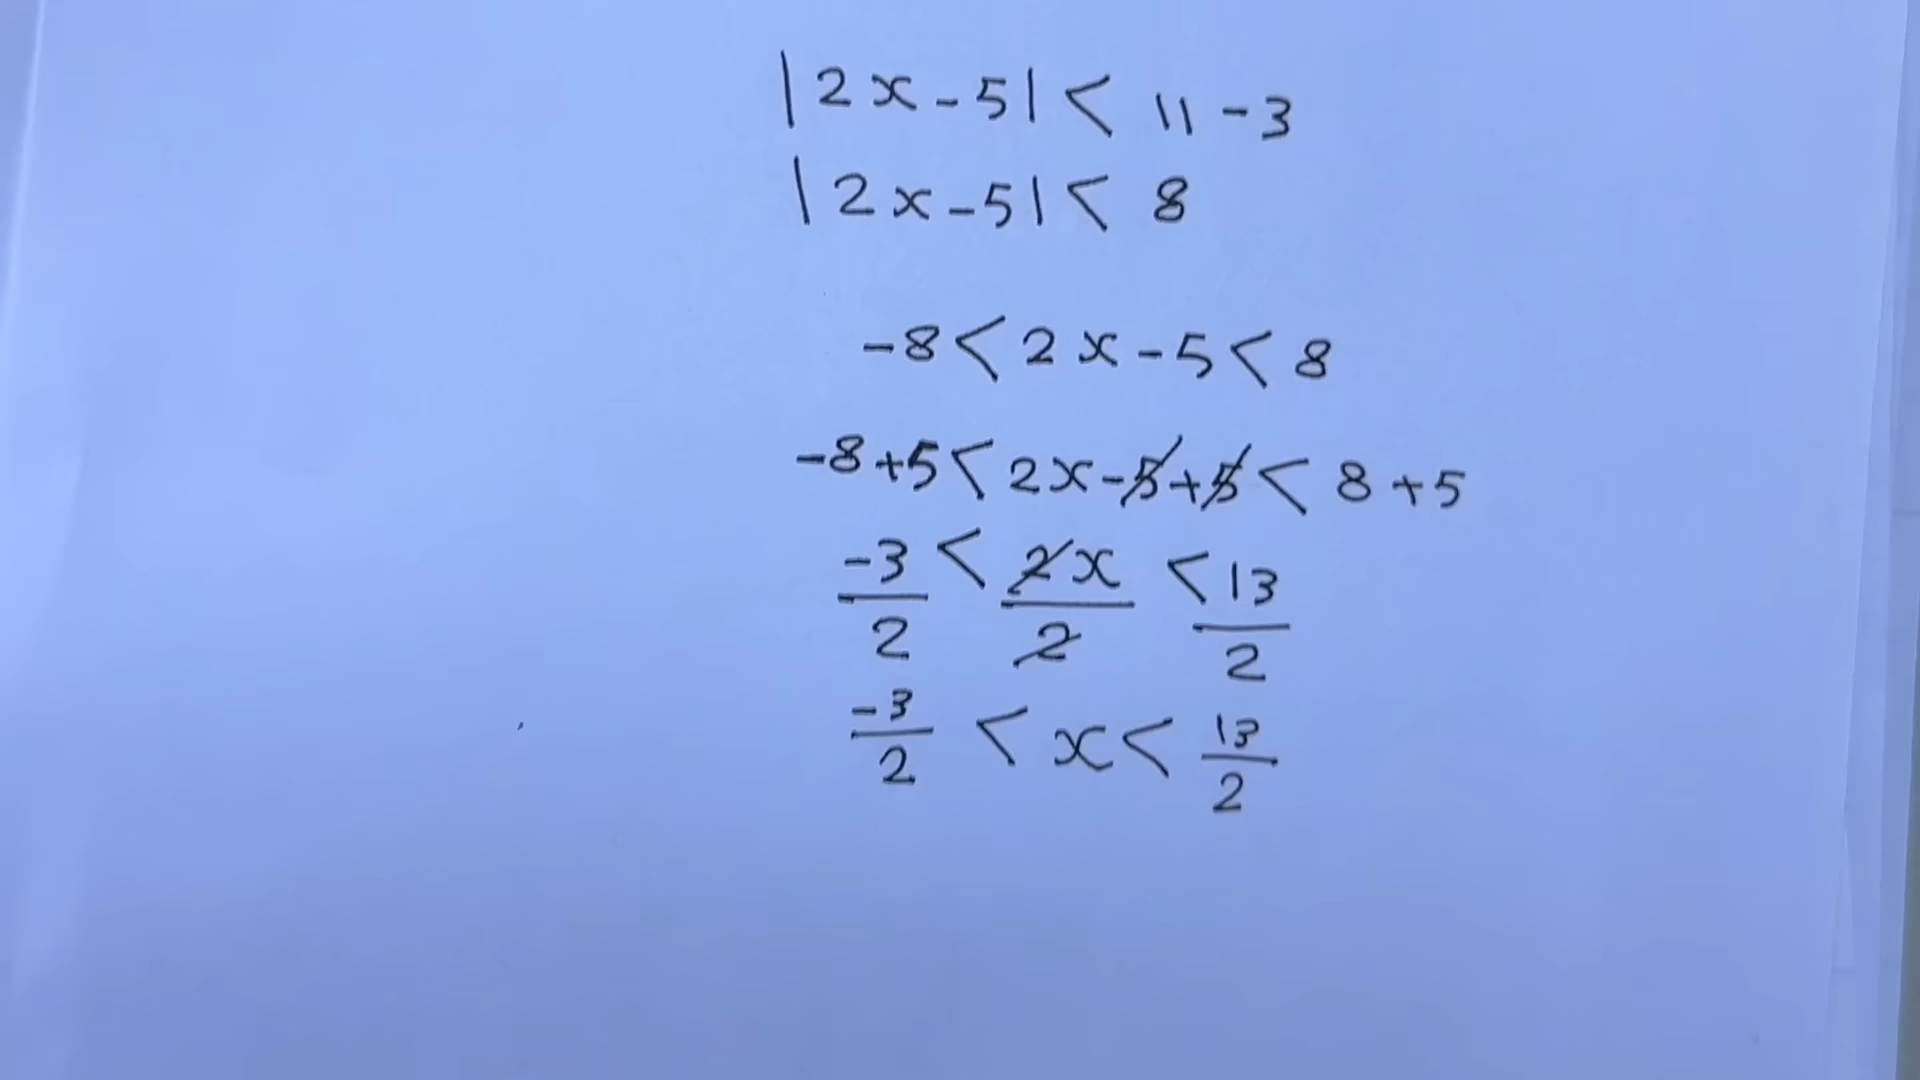 |2x-5| < 11-3
|2x-5| < 8
-8 < 2x-5 < 8
-8+5 < 2x-5+5 < 8+5
-3/2 < 2x/2 < 13/2
-3/2 < x < 13/2